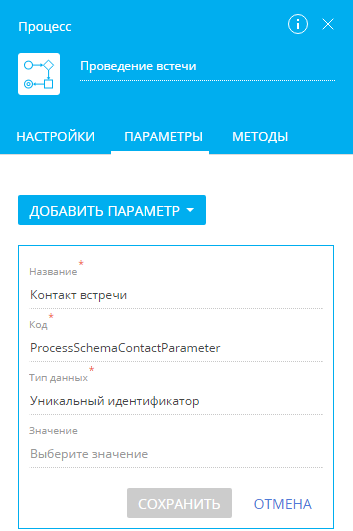 Процесс
Проведение встечи
НАСТРОЙКИ ПАРАМЕТРЫ МЕТОДЫ
ДОБАВИТЬ ПАРАМЕТР
Название*
Контакт встречи
Код*
ProcessSchemaContactParameter
Тип данных*
Уникальный идентификатор
Значение
Выберите значение
СОХРАНИТЬ ОТМЕНА